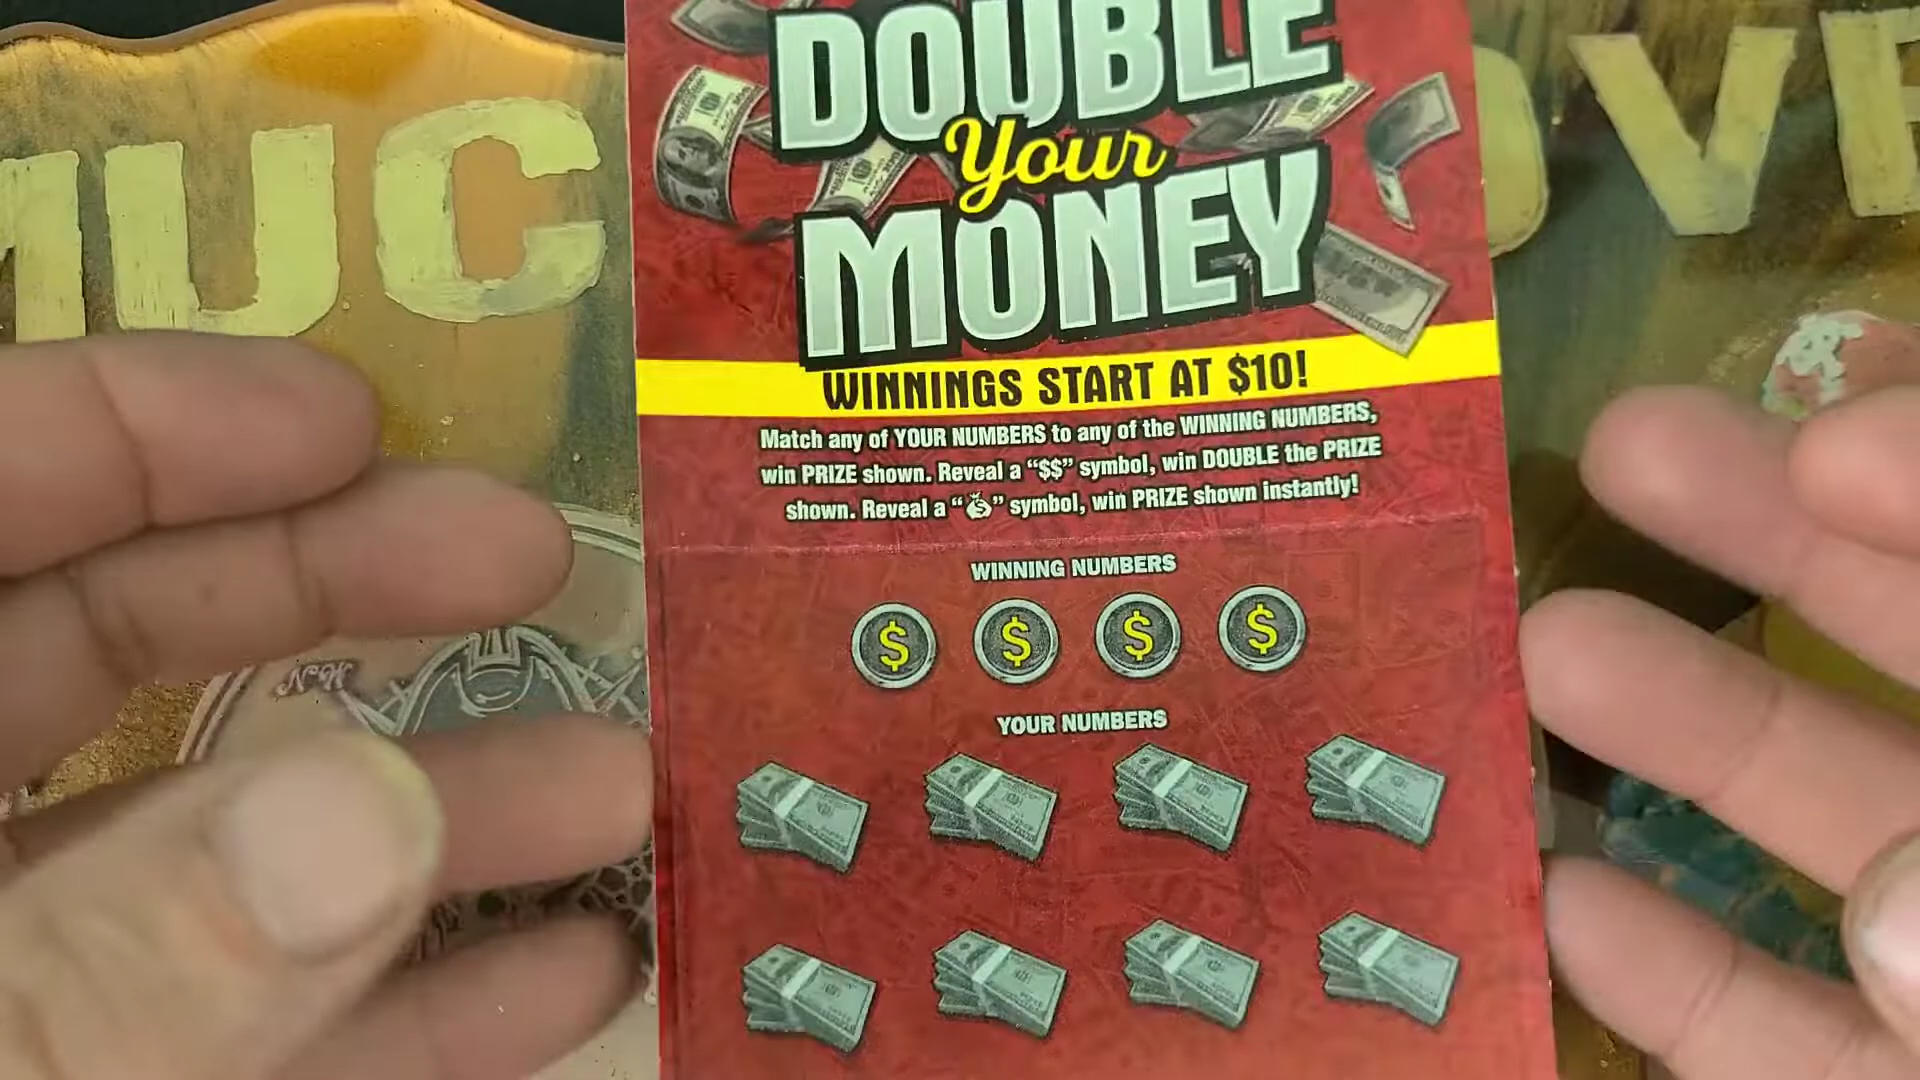 DOUBLE
Your
MONEY
WINNINGS START AT $10!
Match any of YOUR NUMBERS to any of the WINNING NUMBERS,
win PRIZE shown. Reveal a "$$" symbol, win DOUBLE the PRIZE
shown. Reveal a "💰" symbol, win PRIZE shown instantly!
WINNING NUMBERS
$ $ $ $
YOUR NUMBERS